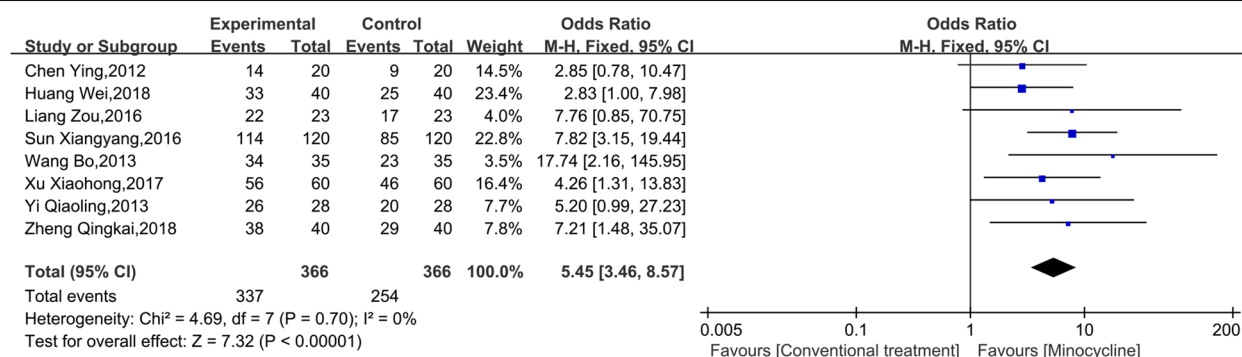 Experimental Control Odds Ratio Odds Ratio
Study or Subgroup Events Total Events Total Weight M-H, Fixed, 95% CI M-H, Fixed, 95% CI
Chen Ying,2012 14 20 9 20 14.5% 2.85 [0.78, 10.47]
Huang Wei,2018 33 40 25 40 23.4% 2.83 [1.00, 7.98]
Liang Zou,2016 22 23 17 23 4.0% 7.76 [0.85, 70.75]
Sun Xiangyang,2016 114 120 85 120 22.8% 7.82 [3.15, 19.44]
Wang Bo,2013 34 35 23 35 3.5% 17.74 [2.16, 145.95]
Xu Xiaohong,2017 56 60 46 60 16.4% 4.26 [1.31, 13.83]
Yi Qiaoling,2013 26 28 20 28 7.7% 5.20 [0.99, 27.23]
Zheng Qingkai,2018 38 40 29 40 7.8% 7.21 [1.48, 35.07]
Total (95% CI) 366 366 100.0% 5.45 [3.46, 8.57]
Total events 337 254
Heterogeneity: Chi² = 4.69, df = 7 (P = 0.70); I² = 0%
Test for overall effect: Z = 7.32 (P < 0.00001)
0.005 0.1 1 10 200
Favours [Conventional treatment] Favours [Minocycline]